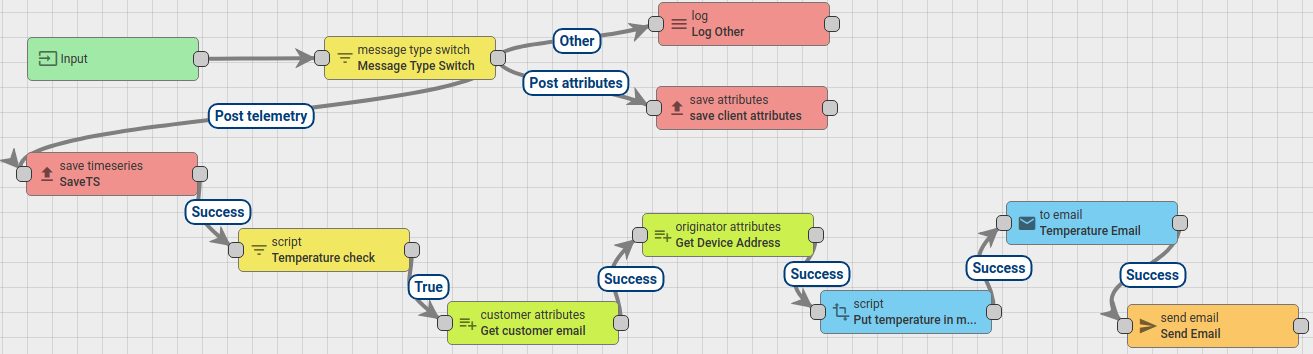 log
Log Other
Other
Input
message type switch
Message Type Switch
Post attributes
save attributes
save client attributes
Post telemetry
save timeseries
SaveTS
Success
script
Temperature check
True
customer attributes
Get customer email
Success
originator attributes
Get Device Address
Success
script
Put temperature in m...
Success
to email
Temperature Email
Success
send email
Send Email